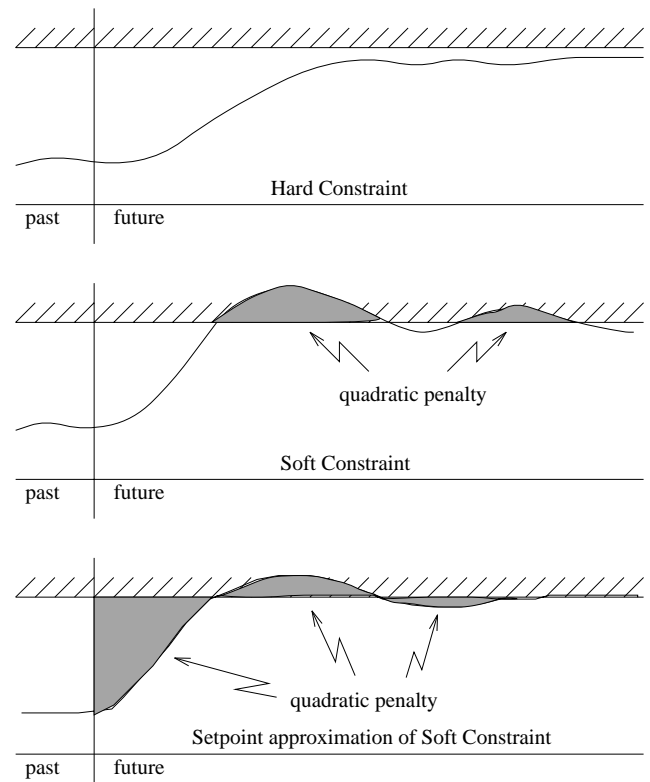 Hard Constraint
past future
quadratic penalty
Soft Constraint
past future
quadratic penalty
Setpoint approximation of Soft Constraint
past future